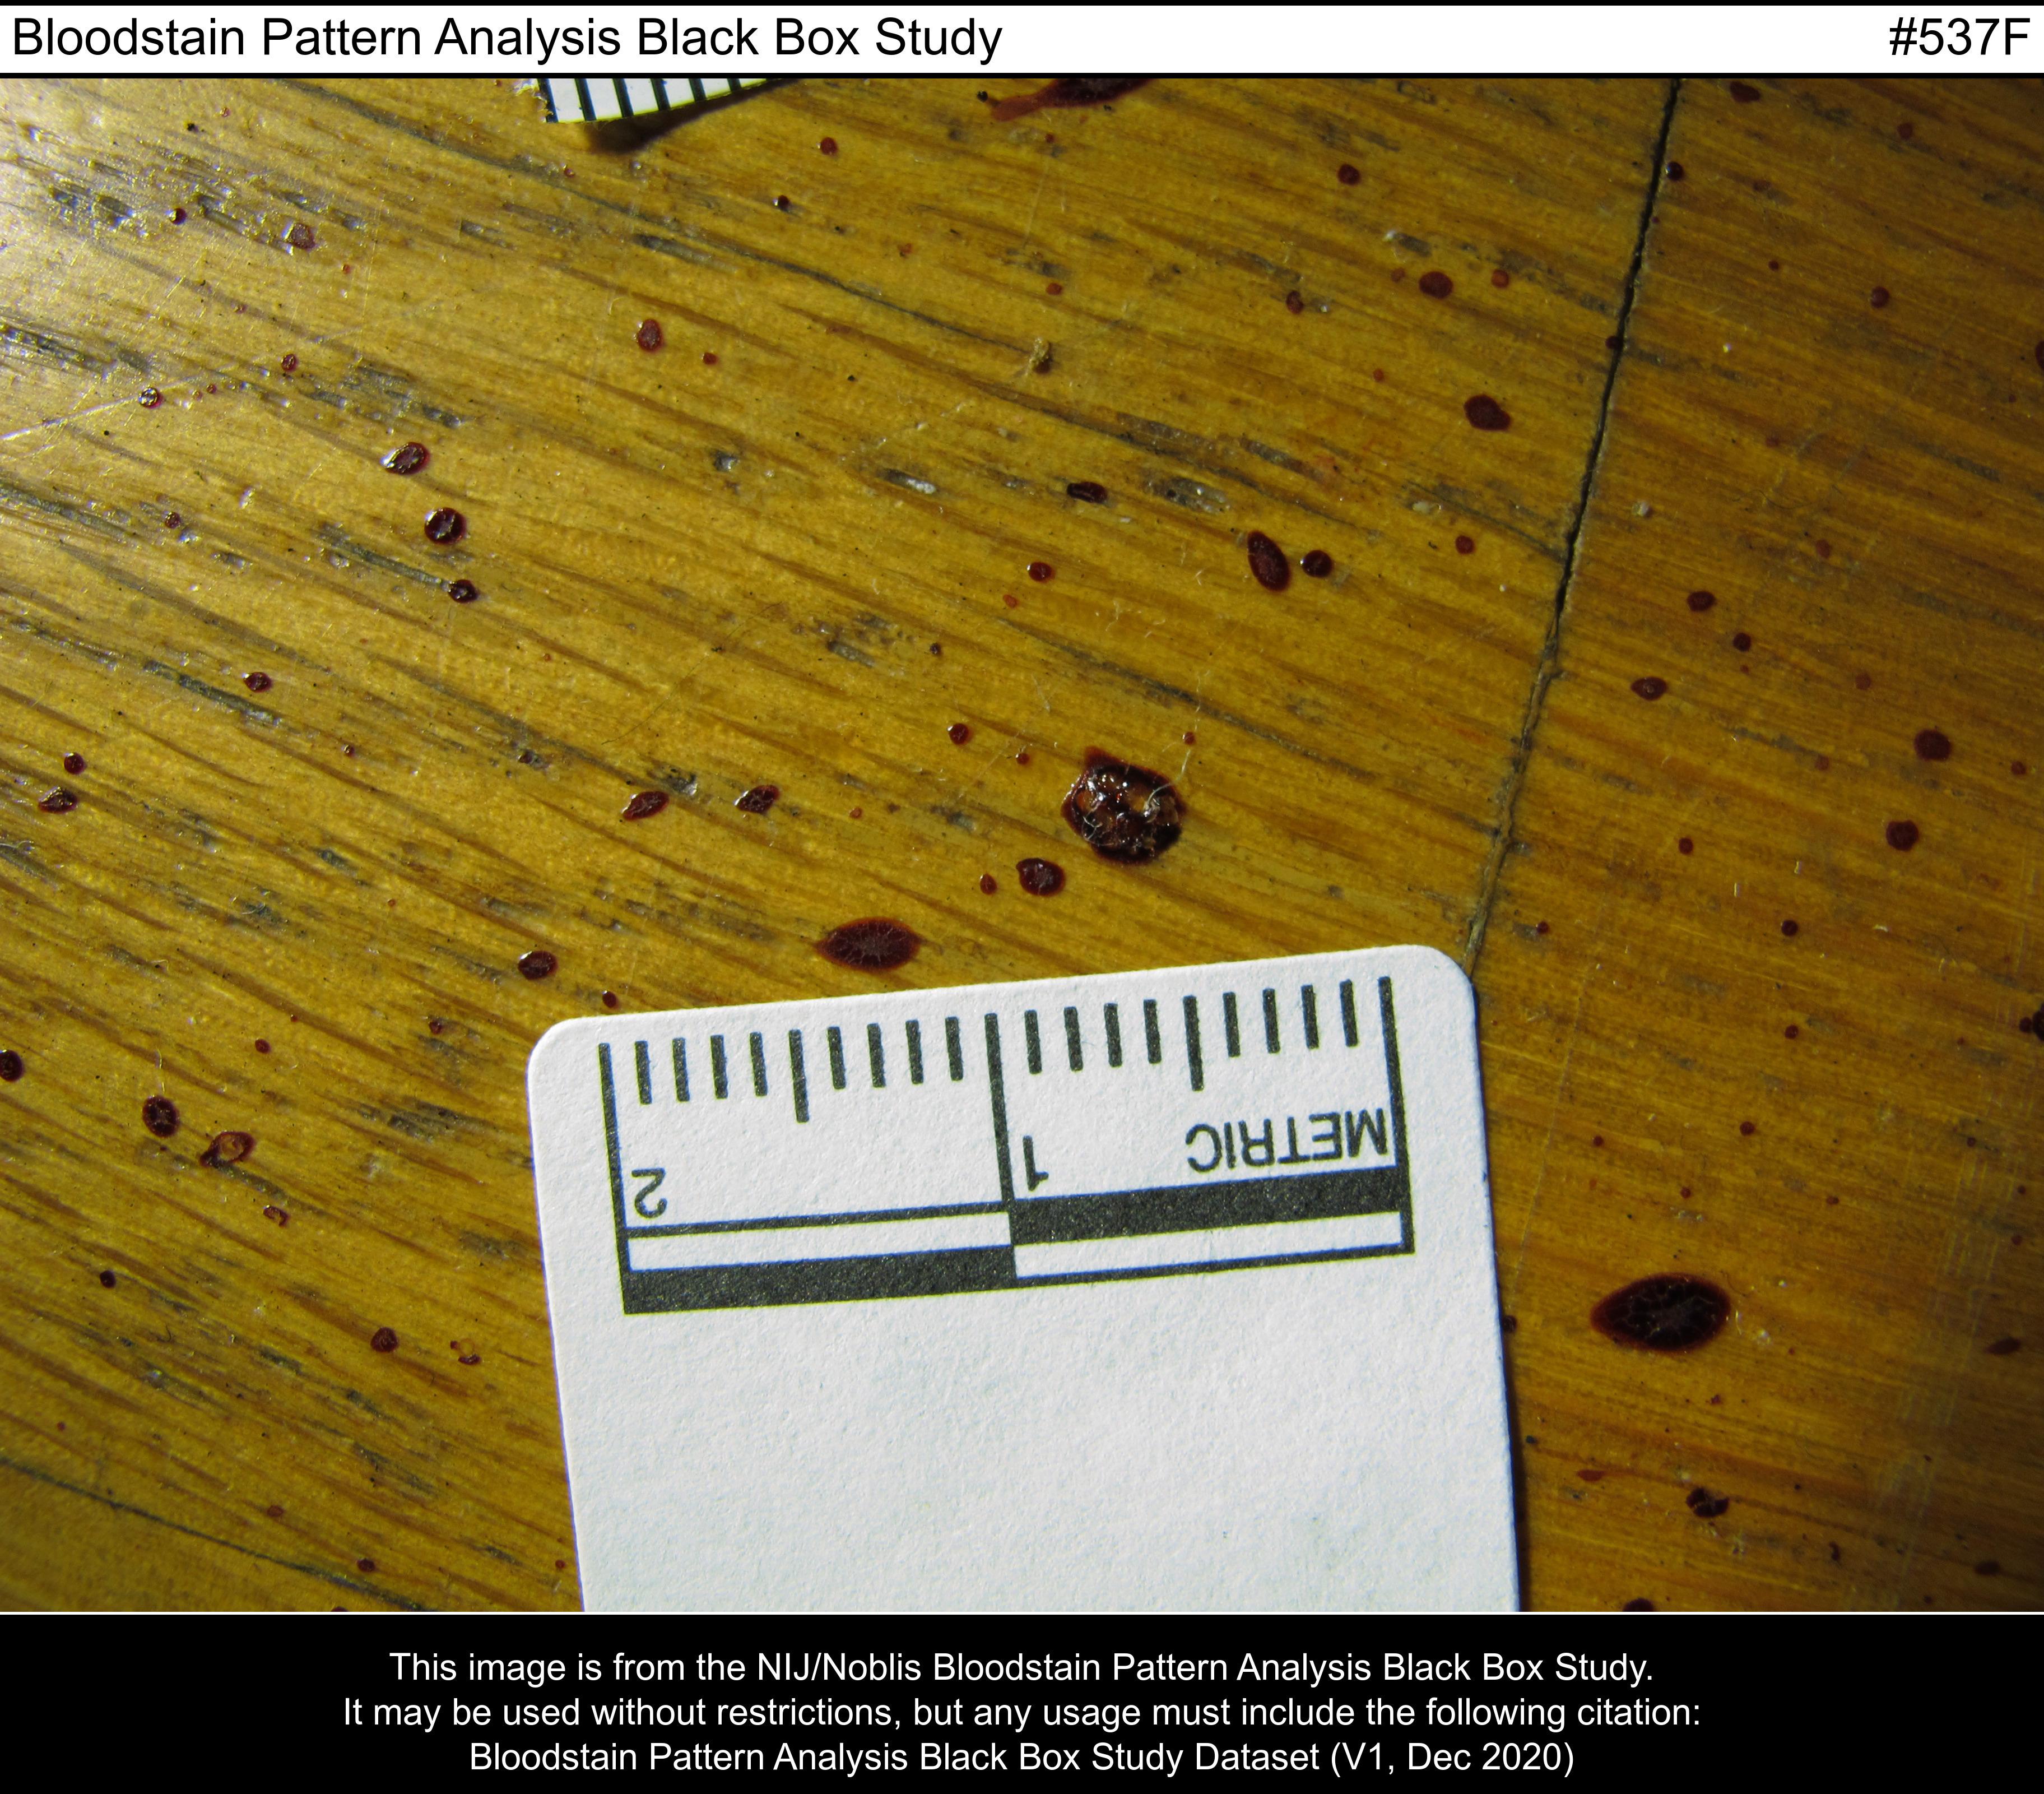 Bloodstain Pattern Analysis Black Box Study #537F
METRIC
1
2
This image is from the NIJ/Noblis Bloodstain Pattern Analysis Black Box Study.
It may be used without restrictions, but any usage must include the following citation:
Bloodstain Pattern Analysis Black Box Study Dataset (V1, Dec 2020)